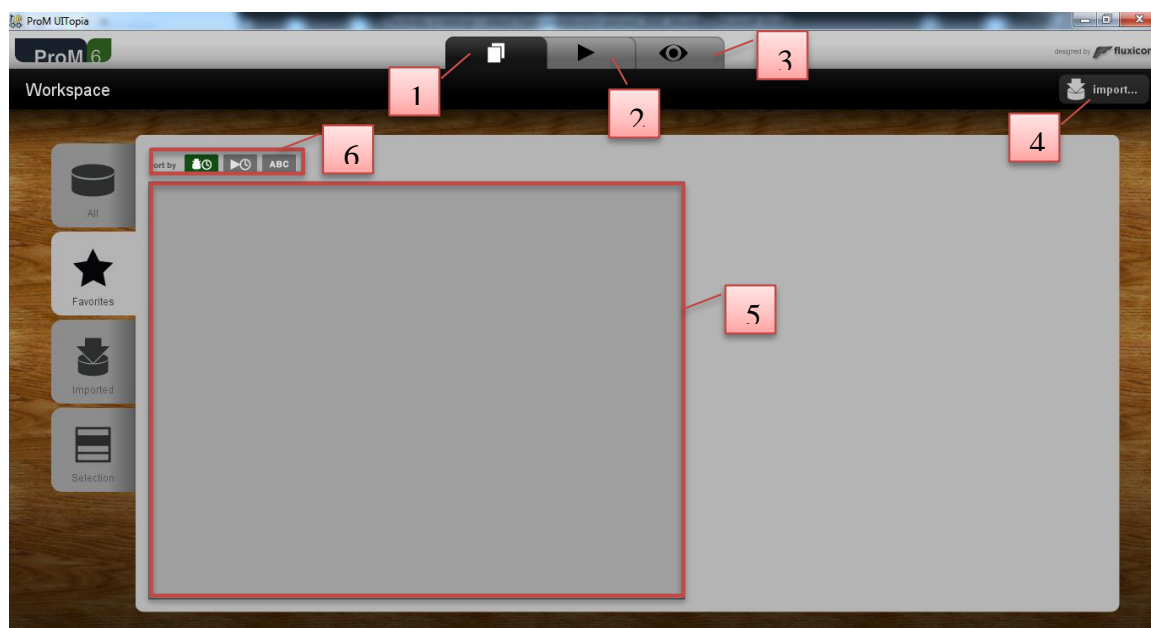 ProM UITopia
ProM 6
designed by fluxicon
1
2
3
Workspace
import...
4
6
ort by ABC
All
Favorites
5
Imported
Selection